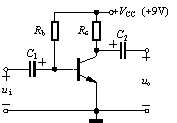 +VCC (+9V)
Rb
Rc
C1
+
C2
+
+
ui
−
+
uo
−